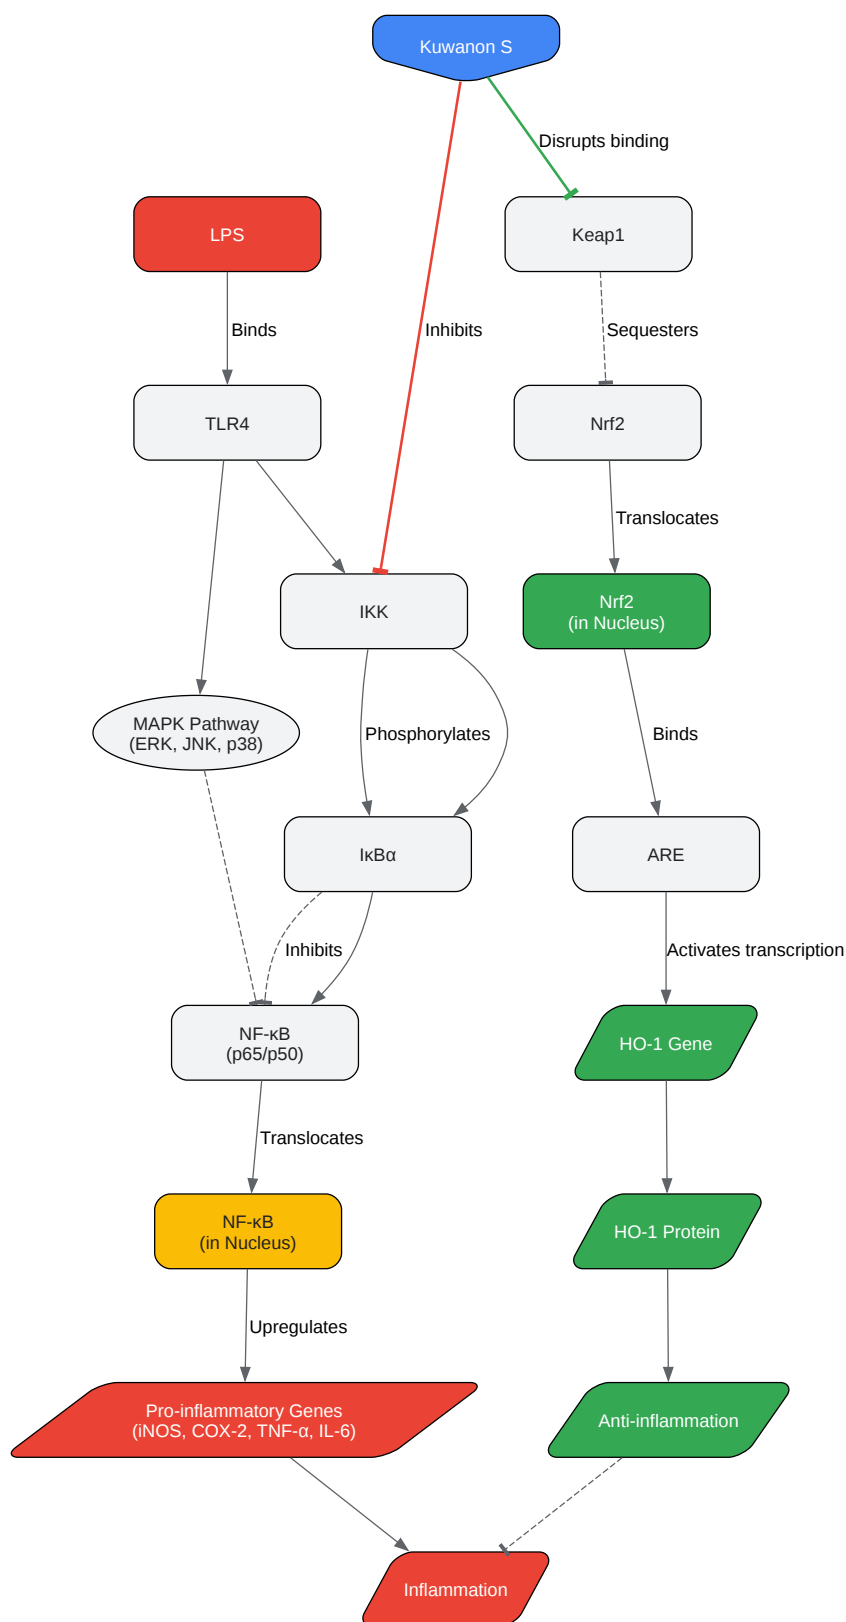 Kuwanon S
Disrupts binding
LPS
Keap1
Binds
Inhibits
Sequesters
TLR4
Nrf2
Translocates
IKK
Nrf2
(in Nucleus)
MAPK Pathway
(ERK, JNK, p38)
Phosphorylates
Binds
IκBα
ARE
Inhibits
Activates transcription
NF-κB
(p65/p50)
HO-1 Gene
Translocates
NF-κB
(in Nucleus)
HO-1 Protein
Upregulates
Pro-inflammatory Genes
(iNOS, COX-2, TNF-α, IL-6)
Anti-inflammation
Inflammation